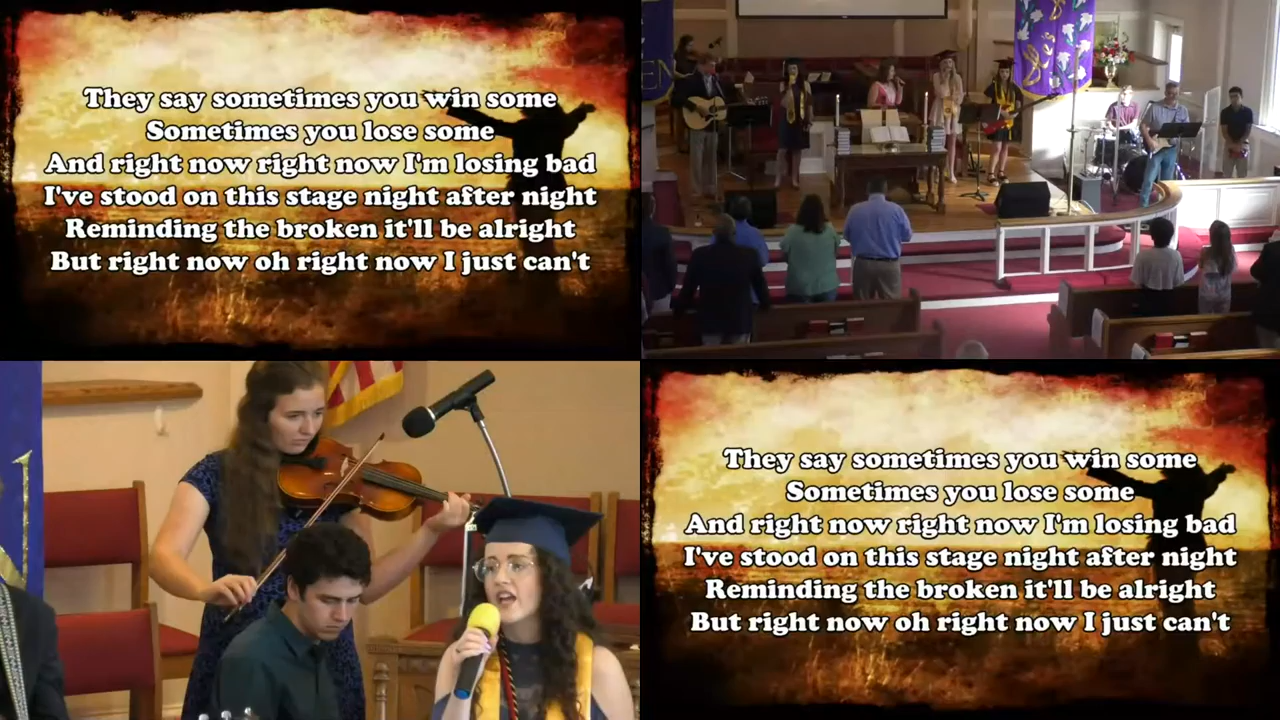 They say sometimes you win some
Sometimes you lose some
And right now right now I'm losing bad
I've stood on this stage night after night
Reminding the broken it'll be alright
But right now oh right now I just can't
They say sometimes you win some
Sometimes you lose some
And right now right now I'm losing bad
I've stood on this stage night after night
Reminding the broken it'll be alright
But right now oh right now I just can't